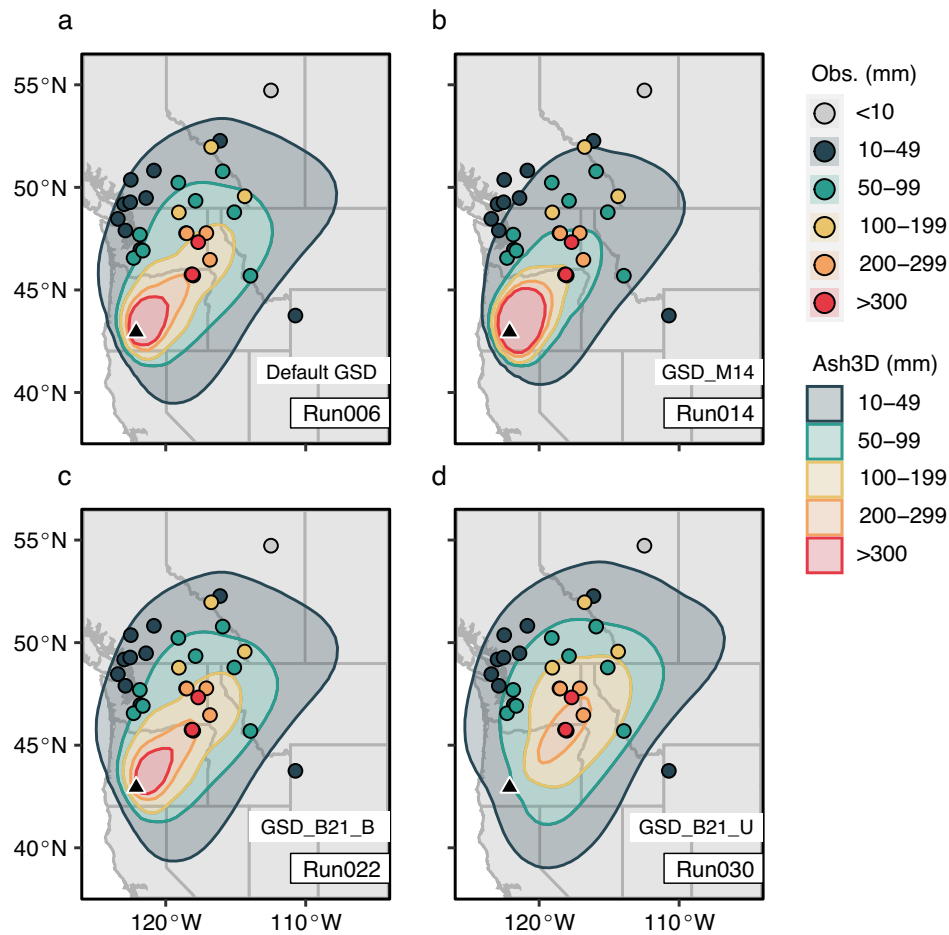 a
b
55°N
50°N
45°N
40°N
Default GSD
Run006
GSD_M14
Run014
Obs. (mm)
<10
10−49
50−99
100−199
200−299
>300
Ash3D (mm)
10−49
50−99
100−199
200−299
>300
c
d
55°N
50°N
45°N
40°N
GSD_B21_B
Run022
GSD_B21_U
Run030
120°W
110°W
120°W
110°W